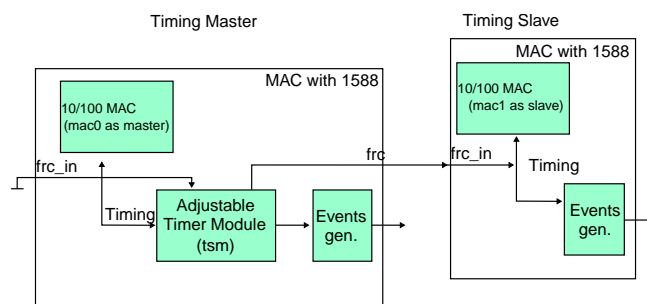 Timing Master
Timing Slave
MAC with 1588
MAC with 1588
10/100 MAC
(mac0 as master)
10/100 MAC
(mac1 as slave)
frc_in
frc
frc_in
Timing
Timing
Adjustable
Timer Module
(tsm)
Events
gen.
Events
gen.